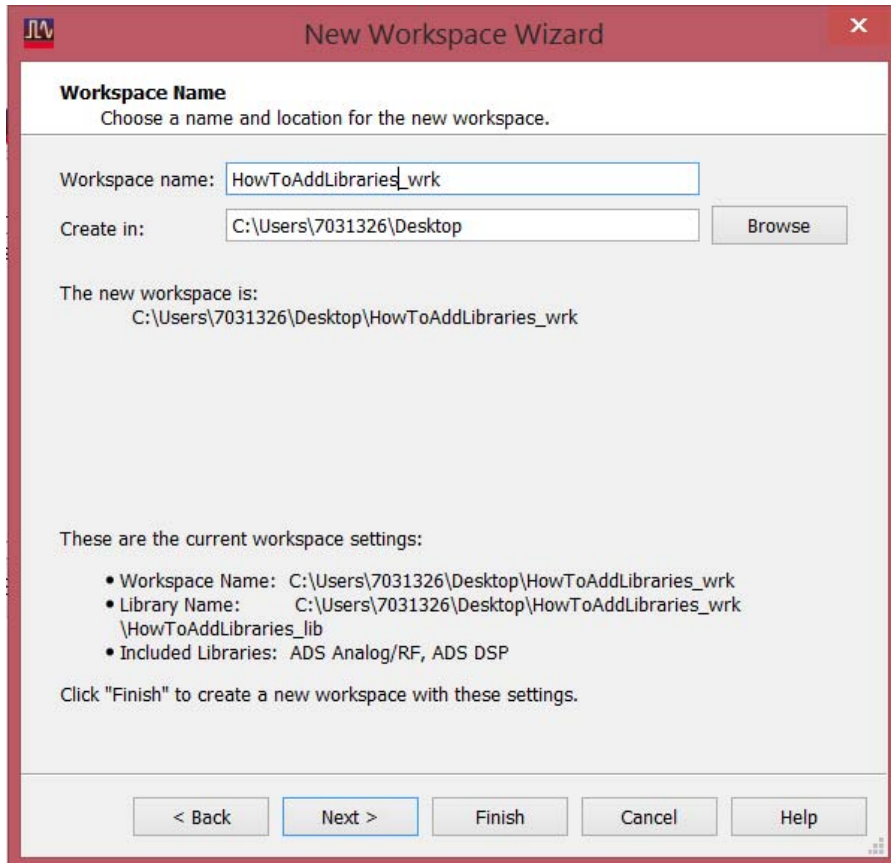 New Workspace Wizard
Workspace Name
Choose a name and location for the new workspace.
Workspace name: HowToAddLibraries_wrk
Create in: C:\Users\7031326\Desktop Browse
The new workspace is:
C:\Users\7031326\Desktop\HowToAddLibraries_wrk
These are the current workspace settings:
• Workspace Name: C:\Users\7031326\Desktop\HowToAddLibraries_wrk
• Library Name: C:\Users\7031326\Desktop\HowToAddLibraries_wrk
\HowToAddLibraries_lib
• Included Libraries: ADS Analog/RF, ADS DSP
Click "Finish" to create a new workspace with these settings.
< Back Next > Finish Cancel Help